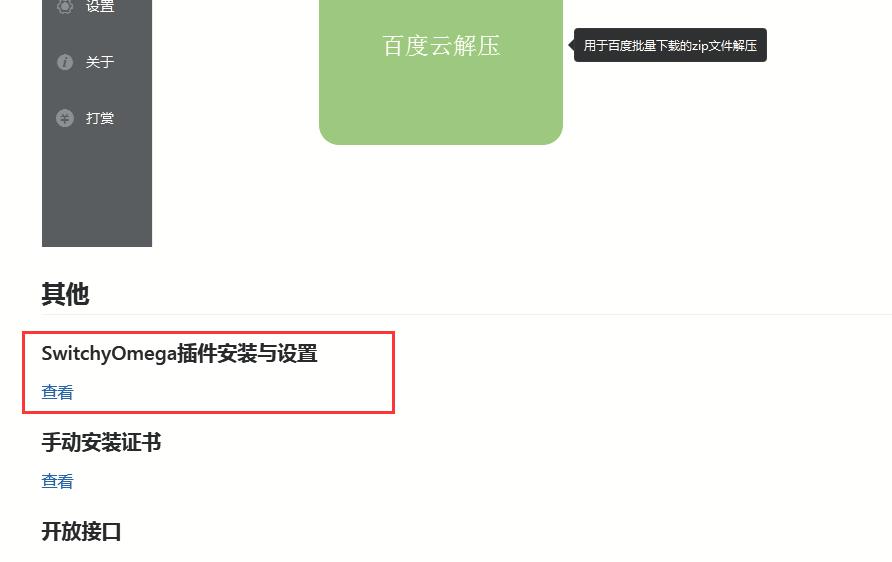 设置
关于
打赏
百度云解压
用于百度批量下载的zip文件解压
其他
SwitchyOmega插件安装与设置
查看
手动安装证书
查看
开放接口